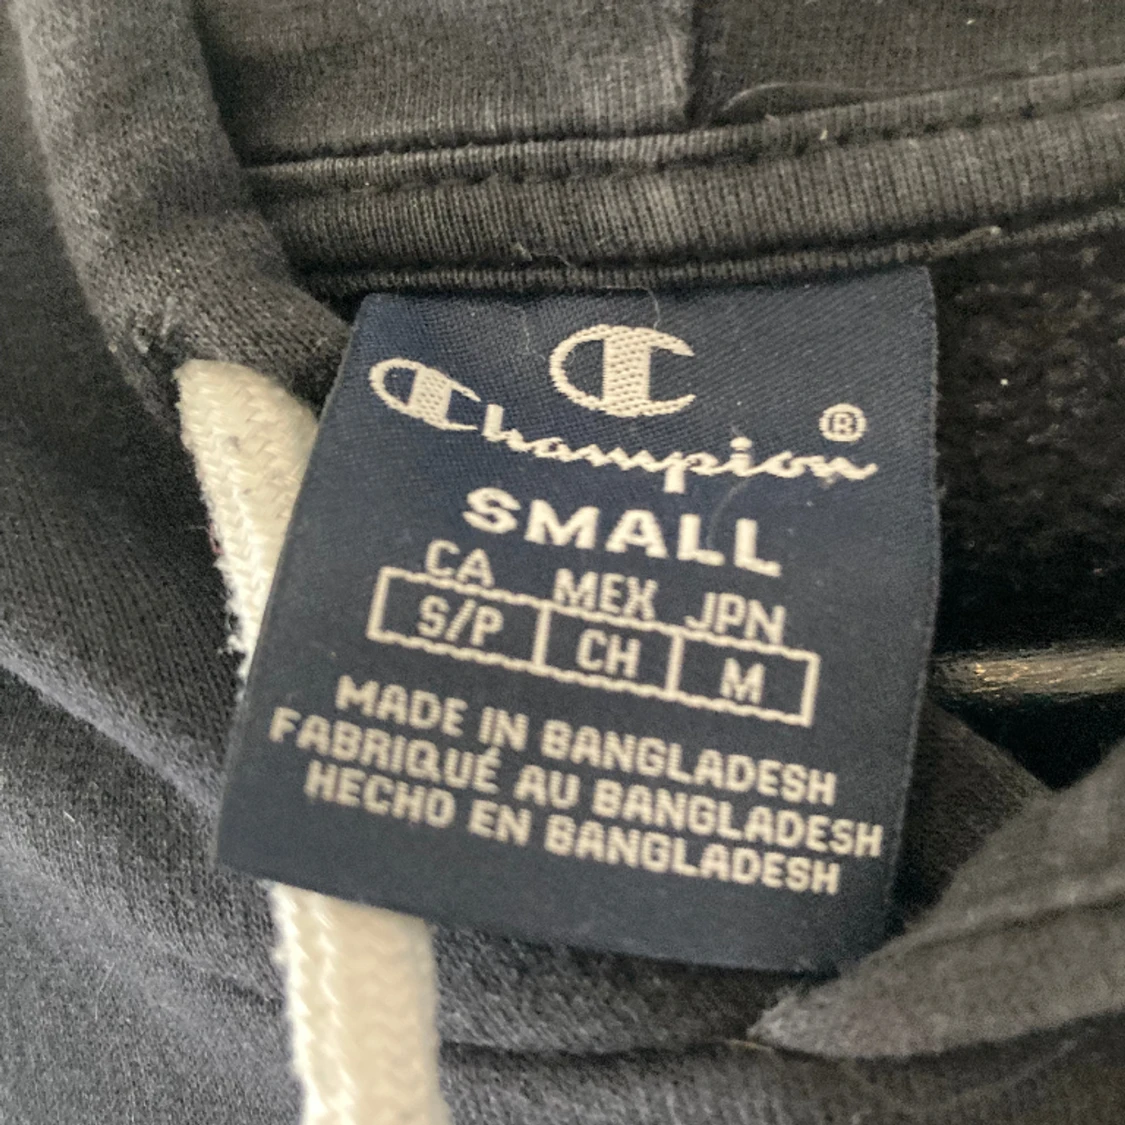 C
Champion®
SMALL
CA MEX JPN
S/P CH M
MADE IN BANGLADESH
FABRIQUÉ AU BANGLADESH
HECHO EN BANGLADESH